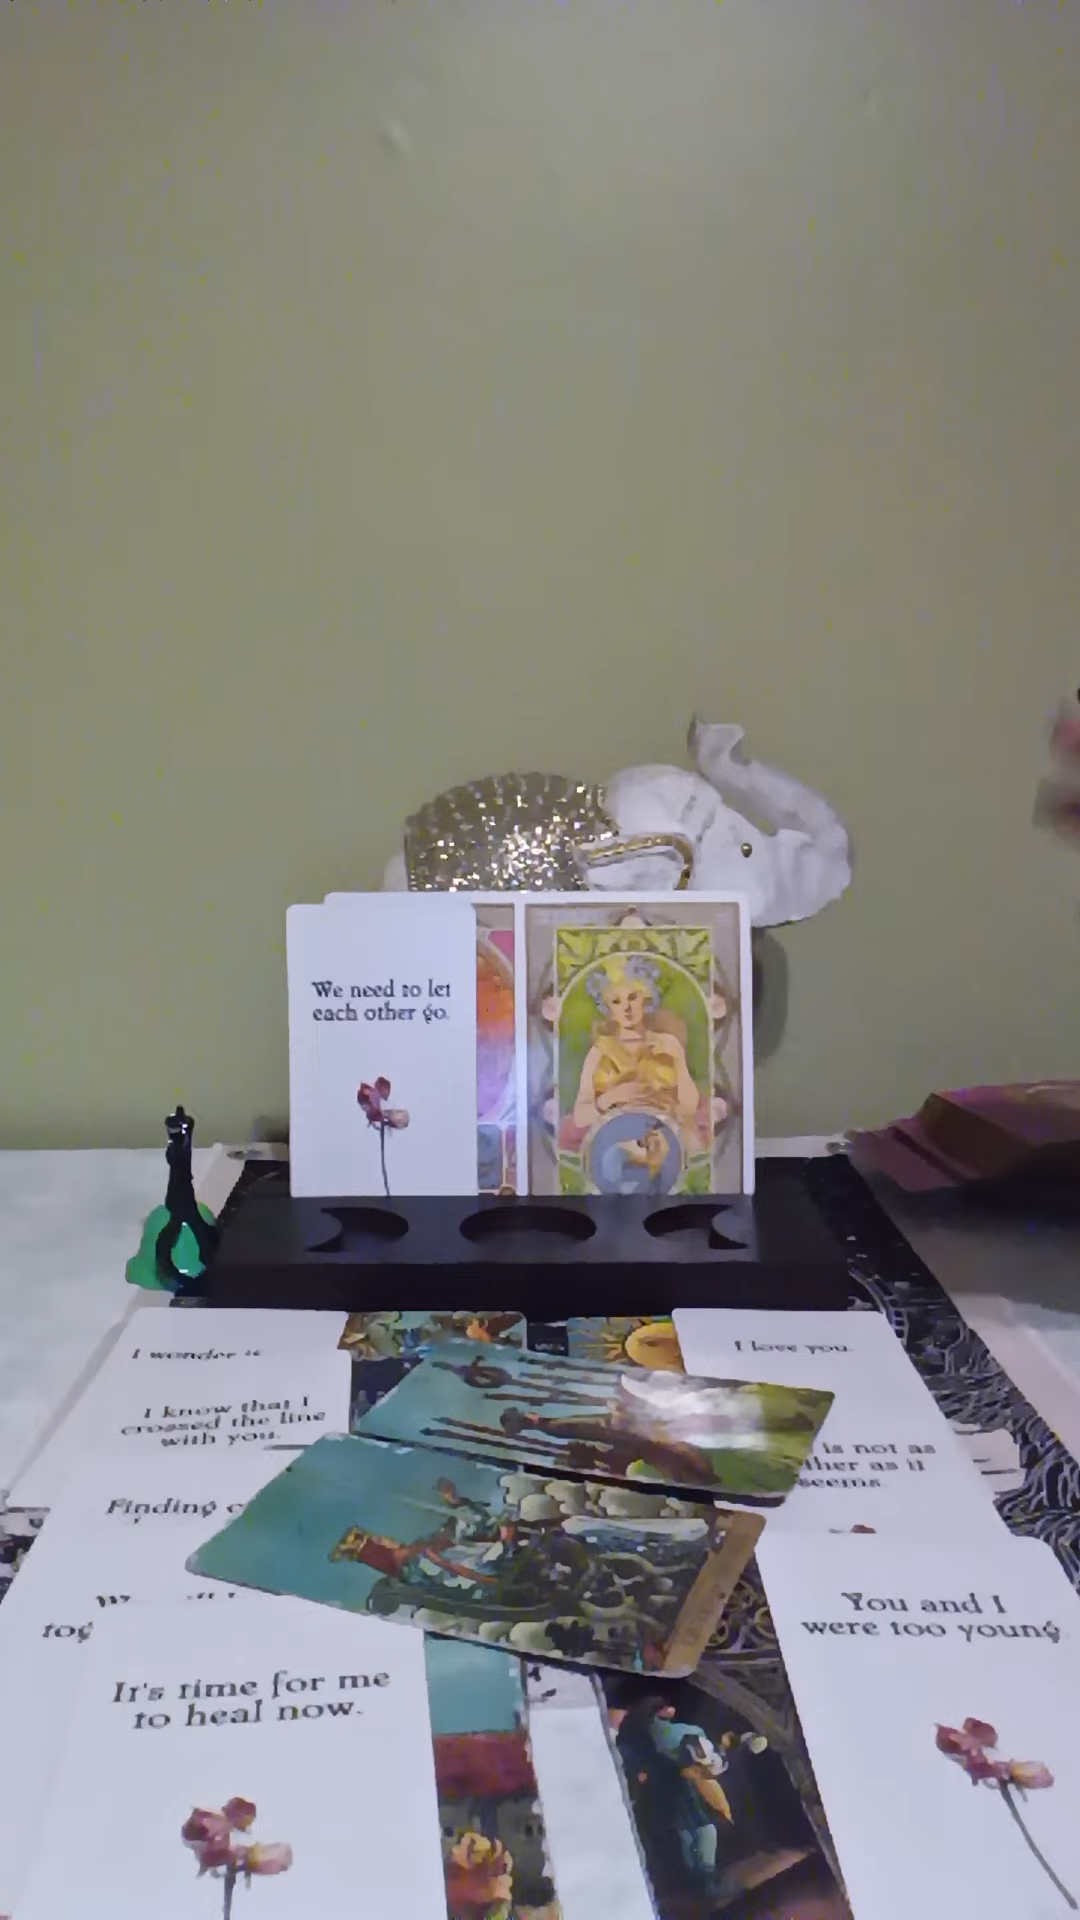 We need to let
each other go.
I wonder
I love you.
I know that I
crossed the line
with you.
is not as
as it
seems.
Finding
You and I
were too young.
It's time for me
to heal now.